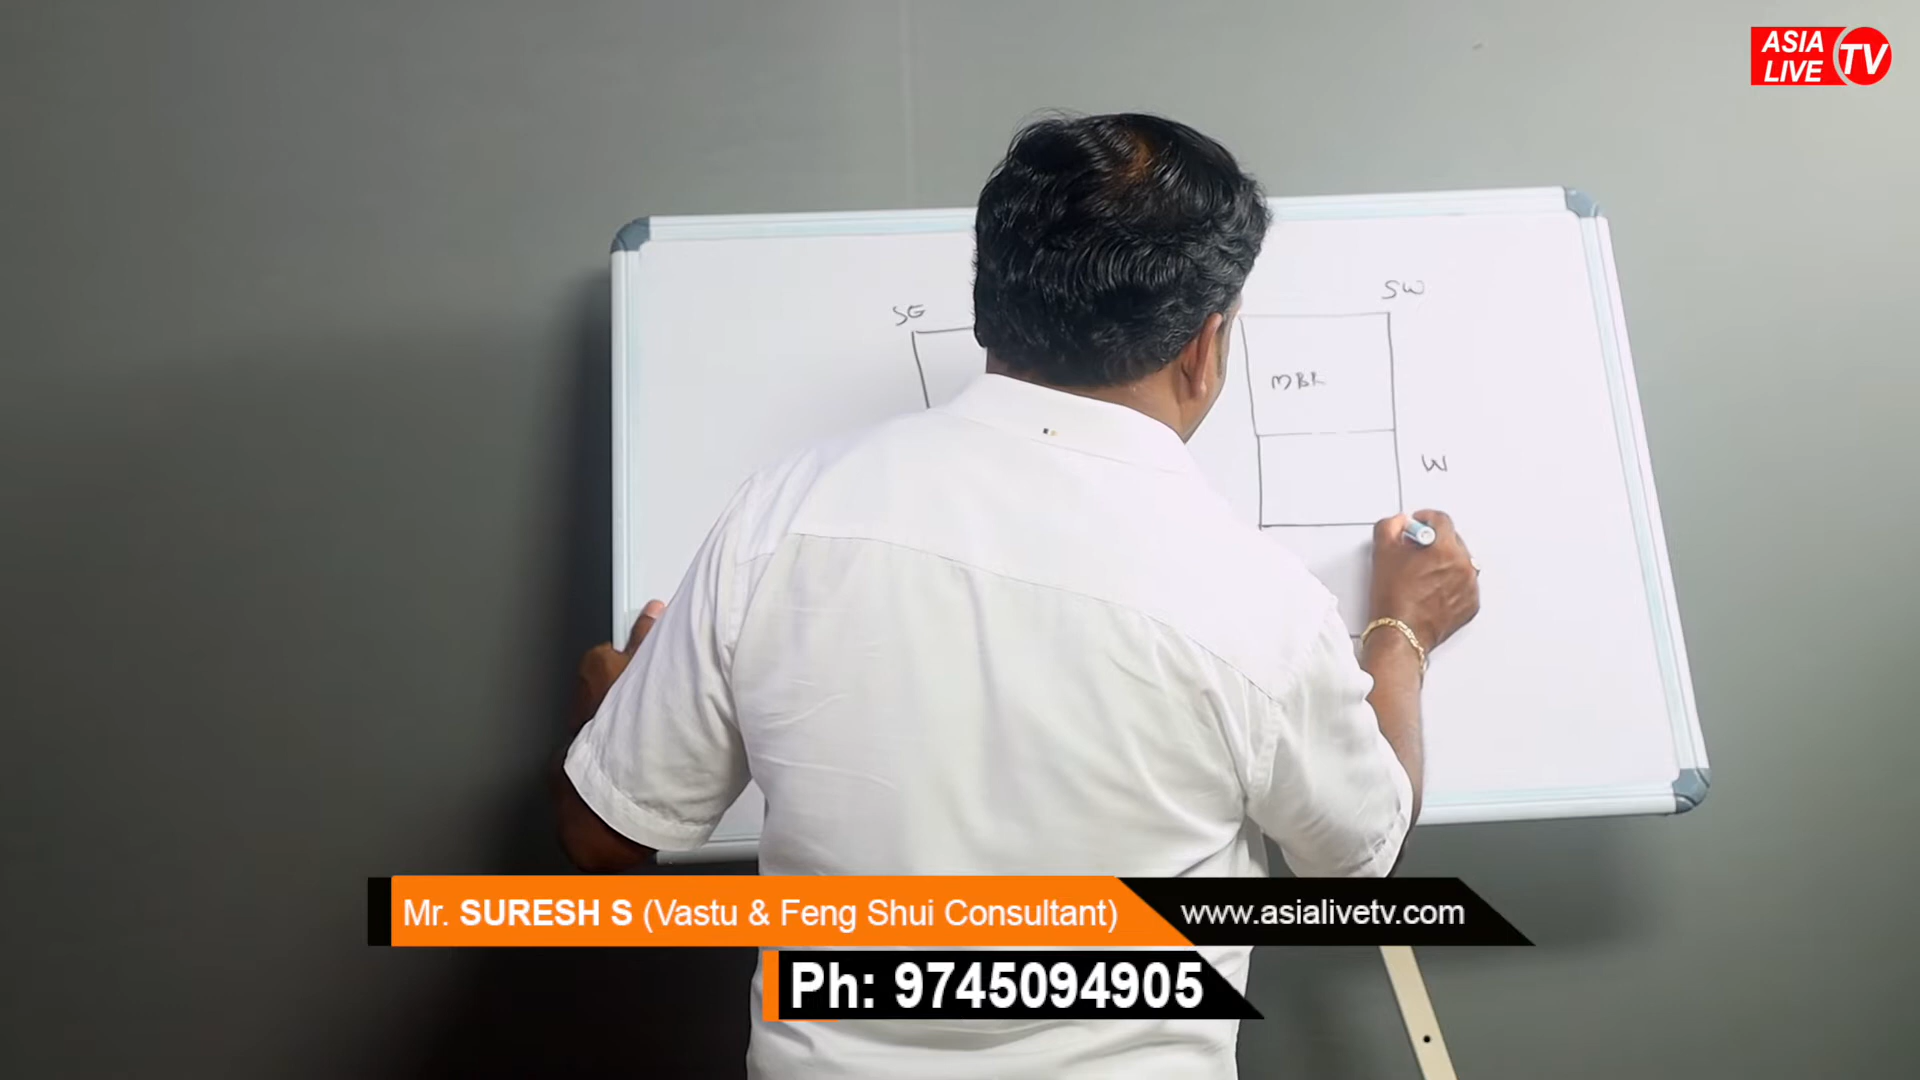 ASIA
LIVE
TV
SW
SE
MBR
W
Mr. SURESH S (Vastu & Feng Shui Consultant)
www.asialivetv.com
Ph: 9745094905